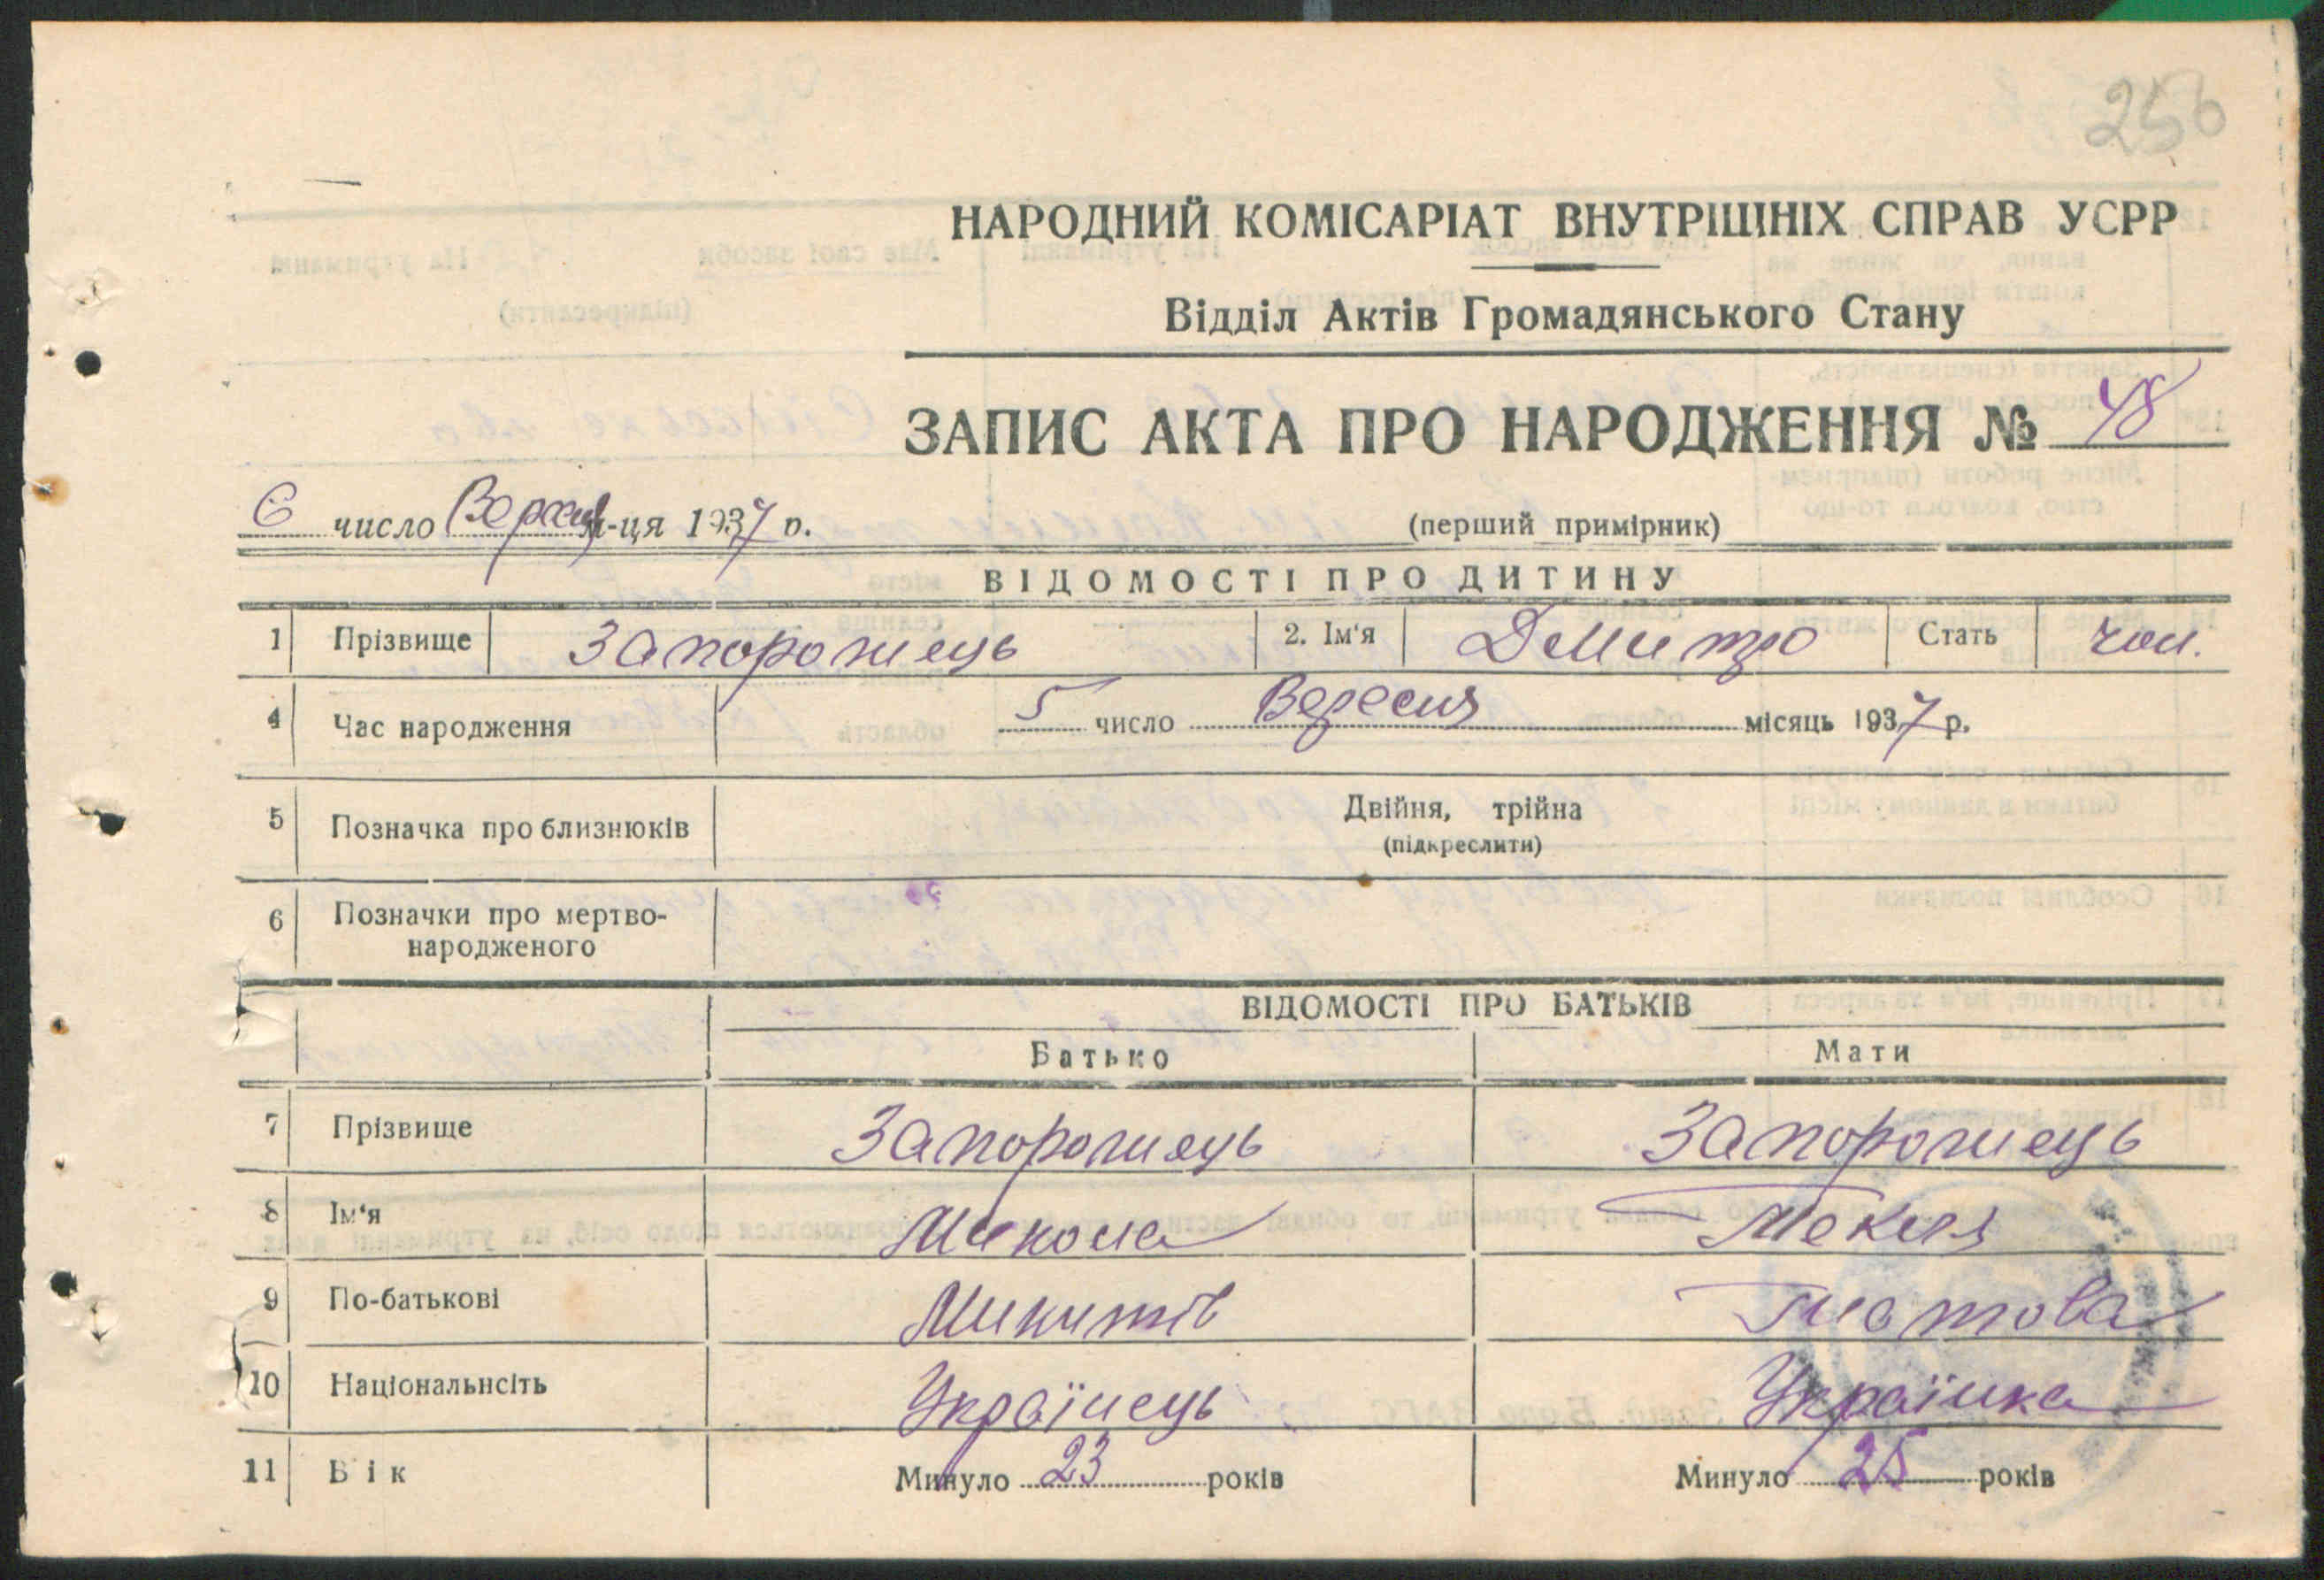 256
НАРОДНИЙ КОМІСАРІАТ ВНУТРІШНІХ СПРАВ УСРР
Відділ Актів Громадянського Стану
ЗАПИС АКТА ПРО НАРОДЖЕННЯ № 48
6 число Вересня м-ця 1937 р. (перший примірник)
ВІДОМОСТІ ПРО ДИТИНУ
1 Прізвище Запорожець 2. Ім'я Дмитро Стать чол.
4 Час народження 5 число Вересня місяць 1937 р.
5 Позначка про близнюків Двійня, трійна
(підкреслити)
6 Позначки про мертво-
народженого
ВІДОМОСТІ ПРО БАТЬКІВ
Батько Мати
7 Прізвище Запорожець Запорожець
8 Ім'я Микола Текля
9 По-батькові Микитів
10 Національнсіть Українець Українка
11 Вік Минуло 23 років Минуло 25 років